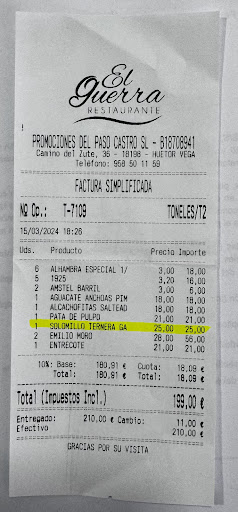 El
Guerra
RESTAURANTE
PROMOCIONES DEL PASO CASTRO SL - B18706941
Camino del Zute, 36 - 18198 - HUETOR VEGA
Teléfono: 958 50 11 59
FACTURA SIMPLIFICADA
Nº Op.: T-7109 TONELES/T2
15/03/2024 18:26
Uds. Producto Precio Importe
6 ALHAMBRA ESPECIAL 1/ 3,00 18,00
5 1925 3,20 16,00
2 AMSTEL BARRIL 3,00 6,00
1 AGUACATE ANCHOAS PIM 18,00 18,00
1 ALCACHOFITAS SALTEAD 18,00 18,00
1 PATA DE PULPO 21,00 21,00
1 SOLOMILLO TERNERA GA 25,00 25,00
2 EMILIO MORO 28,00 56,00
1 ENTRECOTE 21,00 21,00
10%: Base: 180,91 € Cuota: 18,09 €
Total: 180,91 € Total: 18,09 €
Total (Impuestos Incl.) 199,00 €
Entregado: 210,00 € Cambio: 11,00 €
Efectivo 210,00 €
GRACIAS POR SU VISITA